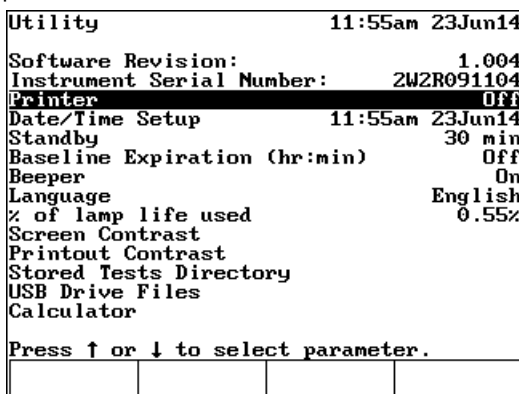 Utility 11:55am 23Jun14
Software Revision: 1.004
Instrument Serial Number: 2W2R091104
Printer Off
Date/Time Setup 11:55am 23Jun14
Standby 30 min
Baseline Expiration (hr:min) Off
Beeper On
Language English
% of lamp life used 0.55%
Screen Contrast
Printout Contrast
Stored Tests Directory
USB Drive Files
Calculator
Press ↑ or ↓ to select parameter.